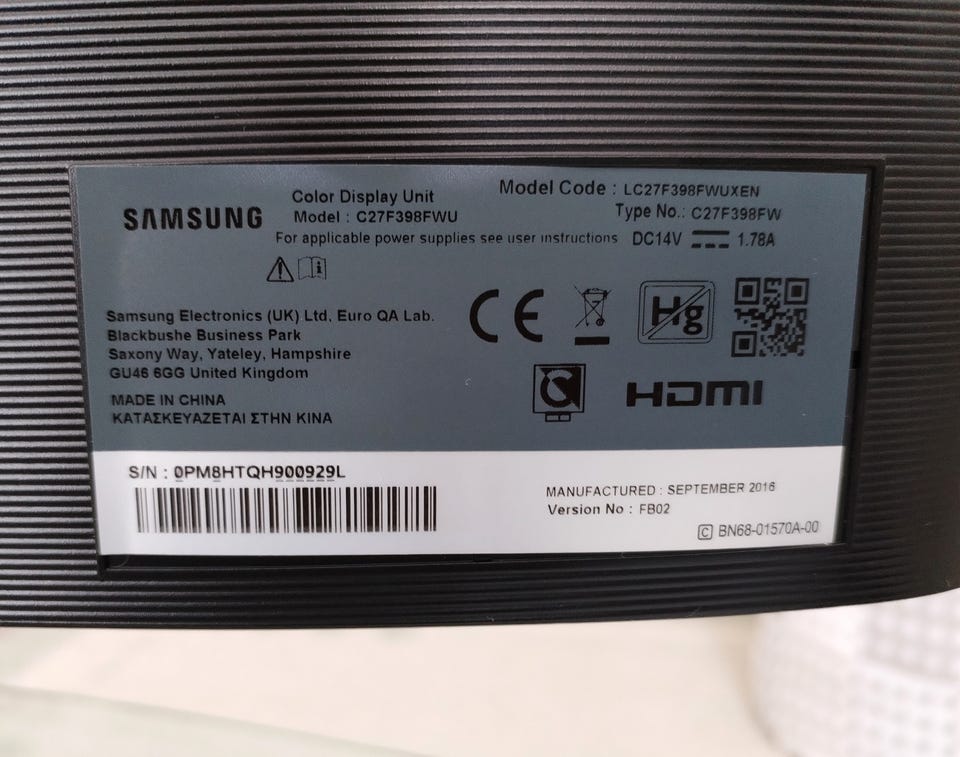 SAMSUNG
Color Display Unit
Model : C27F398FWU
Model Code : LC27F398FWUXEN
Type No.: C27F398FW
For applicable power supplies see user instructions DC14V 1.78A
Samsung Electronics (UK) Ltd, Euro QA Lab.
Blackbushe Business Park
Saxony Way, Yateley, Hampshire
GU46 6GG United Kingdom
MADE IN CHINA
ΚΑΤΑΣΚΕΥΑΖΕΤΑΙ ΣΤΗΝ ΚΙΝΑ
CE
Hg
HDMI
S/N : 0PM8HTQH900929L
MANUFACTURED : SEPTEMBER 2016
Version No : FB02
C BN68-01570A-00